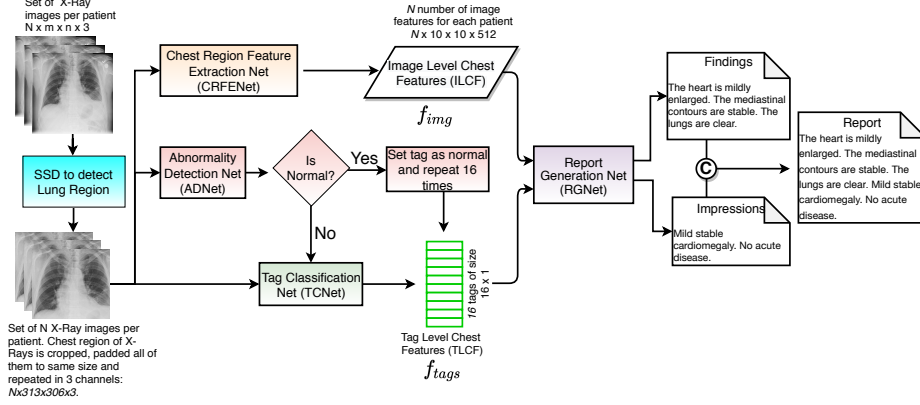 Set of X-Ray
images per patient
N x m x n x 3
SSD to detect
Lung Region
Set of N X-Ray images per
patient. Chest region of X-
Rays is cropped, padded all of
them to same size and
repeated in 3 channels:
Nx313x306x3.
Chest Region Feature
Extraction Net
(CRFENet)
Abnormality
Detection Net
(ADNet)
Is
Normal?
Yes
No
Set tag as normal
and repeat 16
times
Tag Classification
Net (TCNet)
N number of image
features for each patient
N x 10 x 10 x 512
Image Level Chest
Features (ILCF)
f_img
16 tags of size
16 x 1
Tag Level Chest
Features (TLCF)
f_tags
Report
Generation Net
(RGNet)
Findings
The heart is mildly
enlarged. The mediastinal
contours are stable. The
lungs are clear.
C
Impressions
Mild stable
cardiomegaly. No acute
disease.
Report
The heart is mildly
enlarged. The mediastinal
contours are stable. The
lungs are clear. Mild stable
cardiomegaly. No acute
disease.